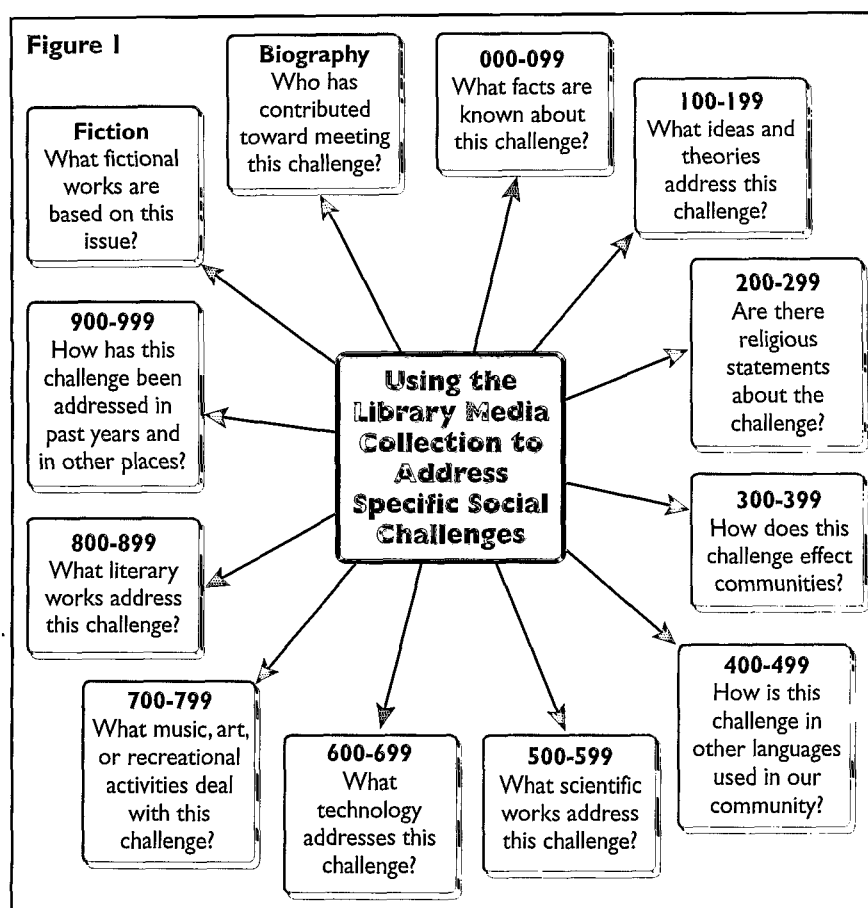 Figure 1
Biography
Who has
contributed
toward meeting
this challenge?
000-099
What facts are
known about
this challenge?
100-199
What ideas and
theories
address this
challenge?
200-299
Are there
religious
statements
about the
challenge?
300-399
How does this
challenge effect
communities?
400-499
How is this
challenge in
other languages
used in our
community?
500-599
What scientific
works address
this challenge?
600-699
What
technology
addresses this
challenge?
700-799
What music, art,
or recreational
activities deal
with this
challenge?
800-899
What literary
works address
this challenge?
900-999
How has this
challenge been
addressed in
past years and
in other places?
Fiction
What fictional
works are
based on this
issue?
Using the
Library Media
Collection to
Address
Specific Social
Challenges